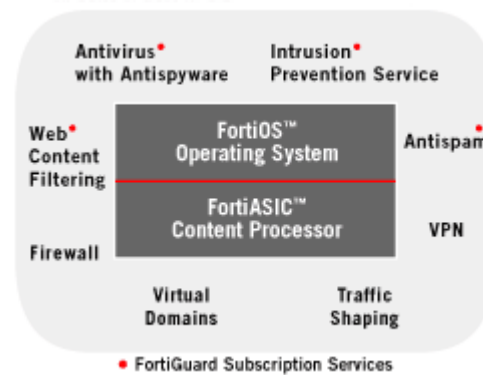 Antivirus•
with Antispyware
Intrusion•
Prevention Service
Web•
Content
Filtering
FortiOS™
Operating System
Antispam•
FortiASIC™
Content Processor
VPN
Firewall
Virtual
Domains
Traffic
Shaping
• FortiGuard Subscription Services